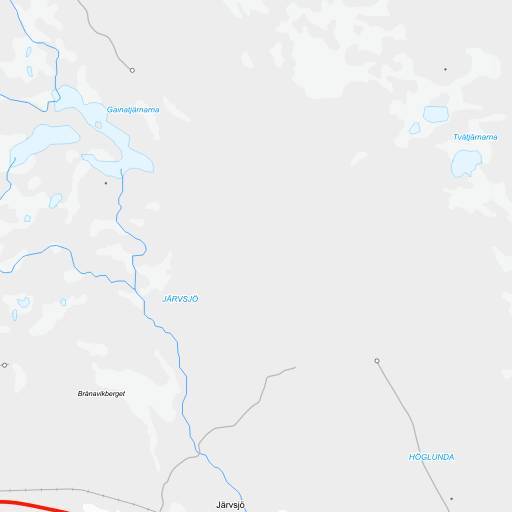 Gainatjärnarna
Tvåtjärnarna
JÄRVSJÖ
Brånavikberget
HÖGLUNDA
Järvsjö